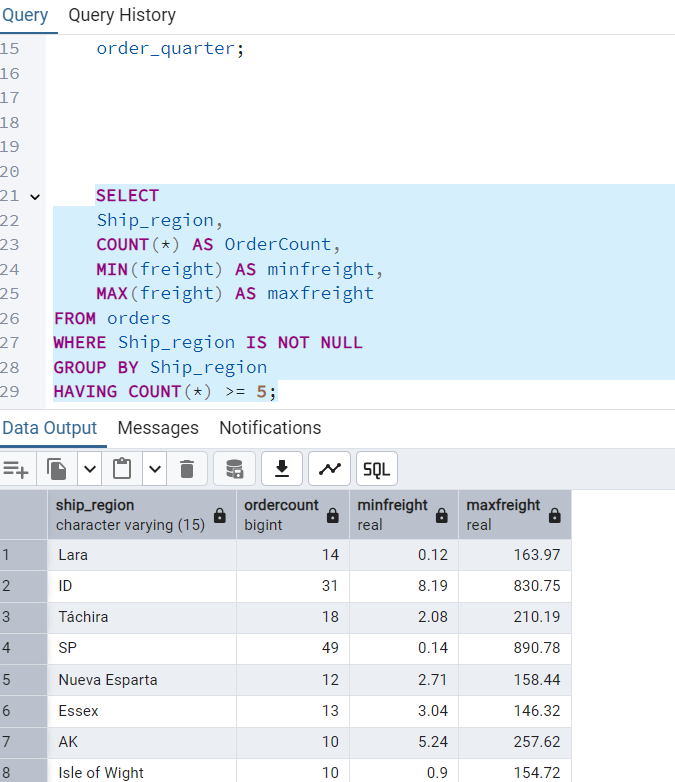 Query Query History
15 order_quarter;
16
17
18
19
20
21 SELECT
22 Ship_region,
23 COUNT(*) AS OrderCount,
24 MIN(freight) AS minfreight,
25 MAX(freight) AS maxfreight
26 FROM orders
27 WHERE Ship_region IS NOT NULL
28 GROUP BY Ship_region
29 HAVING COUNT(*) >= 5;
Data Output Messages Notifications
SQL
ship_region ordercount minfreight maxfreight
character varying (15) bigint real real
1 Lara 14 0.12 163.97
2 ID 31 8.19 830.75
3 Táchira 18 2.08 210.19
4 SP 49 0.14 890.78
5 Nueva Esparta 12 2.71 158.44
6 Essex 13 3.04 146.32
7 AK 10 5.24 257.62
8 Isle of Wight 10 0.9 154.72